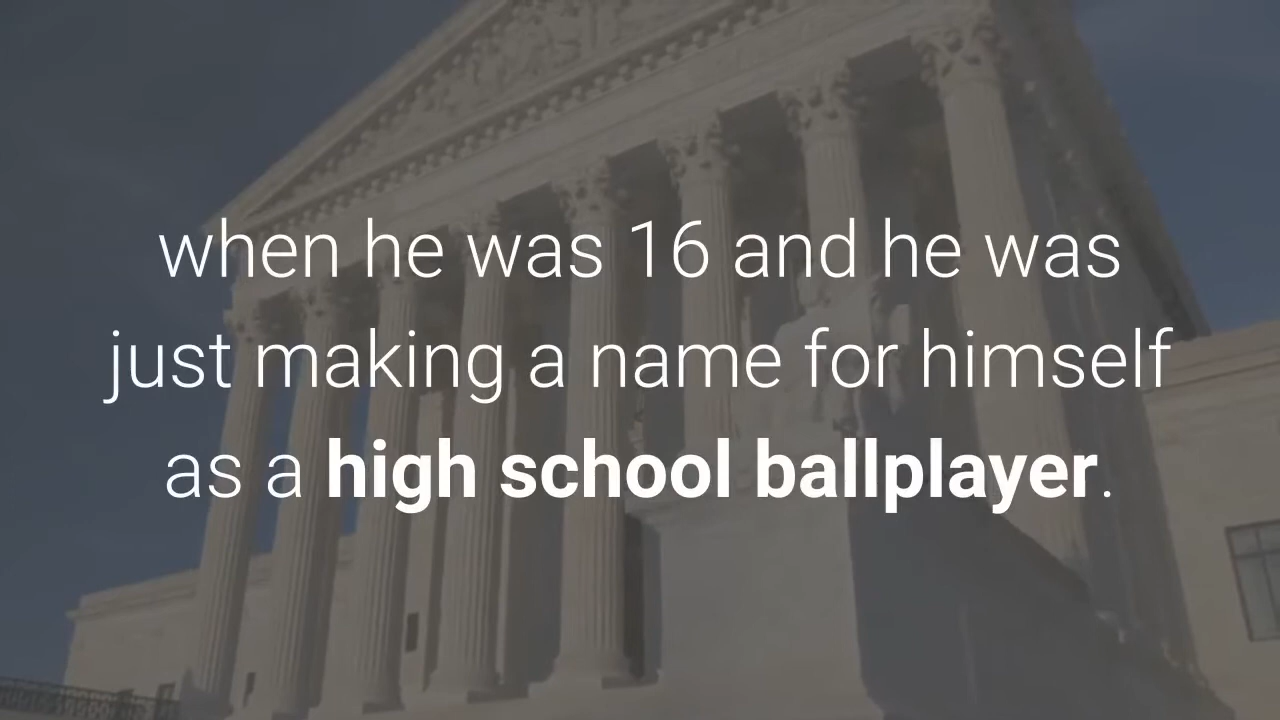 when he was 16 and he was
just making a name for himself
as a high school ballplayer.